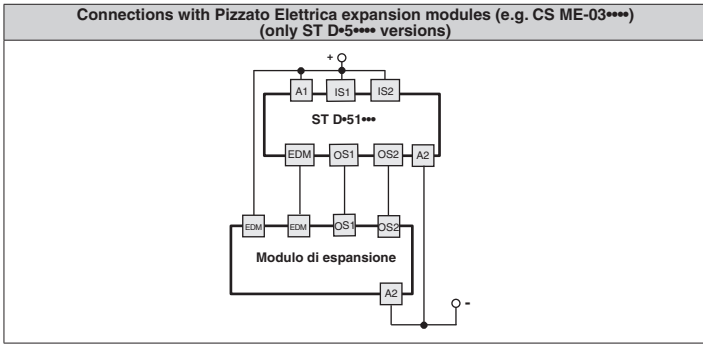 Connections with Pizzato Elettrica expansion modules (e.g. CS ME-03••••)
(only ST D•5•••• versions)
+
A1 IS1 IS2
ST D•51•••
EDM OS1 OS2 A2
EDM EDM OS1 OS2
Modulo di espansione
A2
-